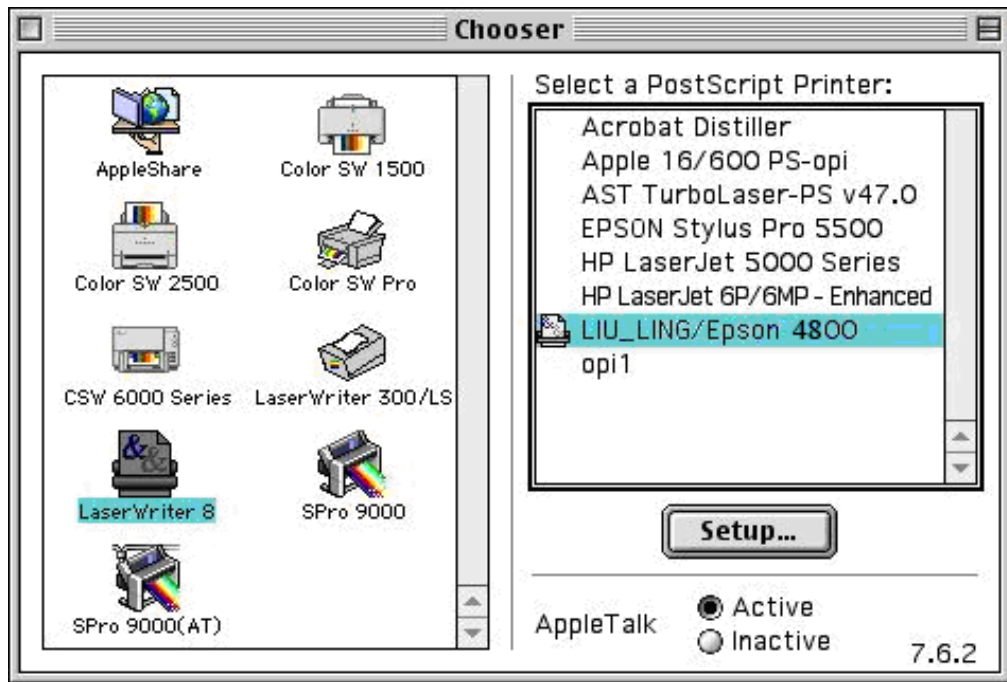 Chooser
AppleShare
Color SW 1500
Color SW 2500
Color SW Pro
CSW 6000 Series
LaserWriter 300/LS
LaserWriter 8
SPro 9000
SPro 9000(AT)
Select a PostScript Printer:
Acrobat Distiller
Apple 16/600 PS-opi
AST TurboLaser-PS v47.0
EPSON Stylus Pro 5500
HP LaserJet 5000 Series
HP LaserJet 6P/6MP - Enhanced
LIU_LING/Epson 4800
opi1
Setup...
AppleTalk
Active
Inactive
7.6.2